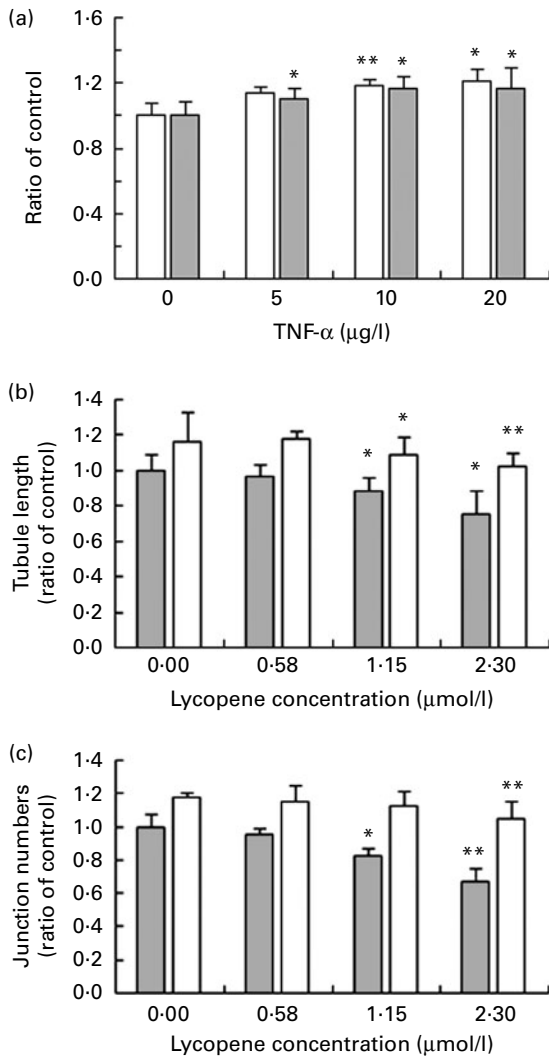 (a)
1·6
1·2
0·8
0·4
0·0
Ratio of control
** * * *
*
0 5 10 20
TNF-α (μg/l)
(b)
1·4
1·2
1·0
0·8
0·6
0·4
0·2
0·0
Tubule length
(ratio of control)
*
* **
*
0·00 0·58 1·15 2·30
Lycopene concentration (μmol/l)
(c)
1·4
1·2
1·0
0·8
0·6
0·4
0·2
0·0
Junction numbers
(ratio of control)
**
*
**
0·00 0·58 1·15 2·30
Lycopene concentration (μmol/l)